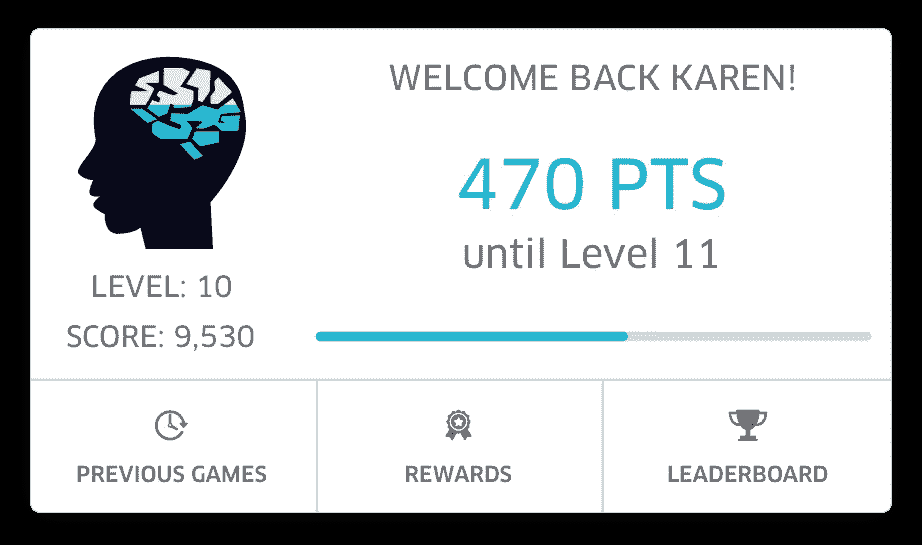 WELCOME BACK KAREN!
470 PTS
until Level 11
LEVEL: 10
SCORE: 9,530
PREVIOUS GAMES
REWARDS
LEADERBOARD